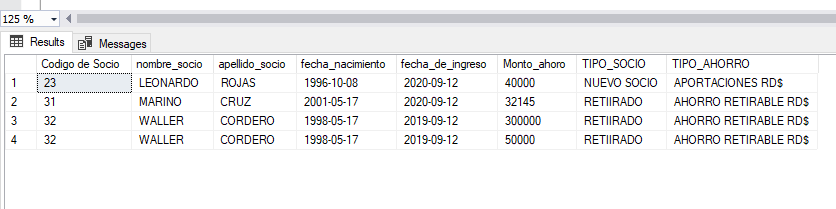 125 %
Results Messages
Codigo de Socio nombre_socio apellido_socio fecha_nacimiento fecha_de_ingreso Monto_ahoro TIPO_SOCIO TIPO_AHORRO
1 23 LEONARDO ROJAS 1996-10-08 2020-09-12 40000 NUEVO SOCIO APORTACIONES RD$
2 31 MARINO CRUZ 2001-05-17 2020-09-12 32145 RETIIRADO AHORRO RETIRABLE RD$
3 32 WALLER CORDERO 1998-05-17 2019-09-12 300000 RETIIRADO AHORRO RETIRABLE RD$
4 32 WALLER CORDERO 1998-05-17 2019-09-12 50000 RETIIRADO AHORRO RETIRABLE RD$